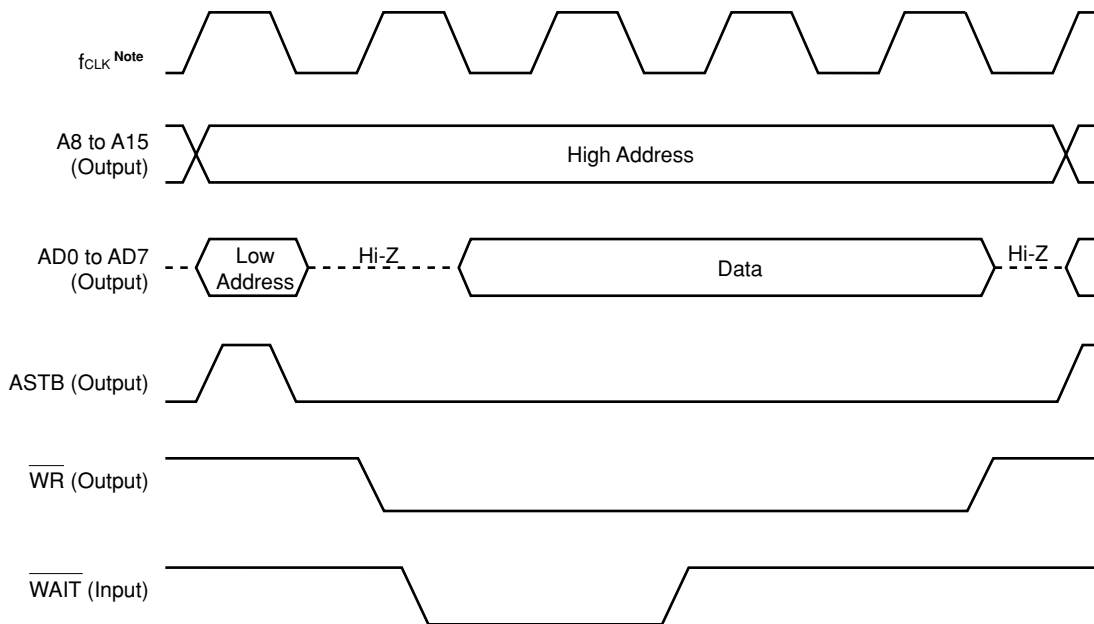 fCLK Note
A8 to A15
(Output)
High Address
AD0 to AD7
(Output)
Low
Address
Hi-Z
Data
Hi-Z
ASTB (Output)
WR (Output)
WAIT (Input)